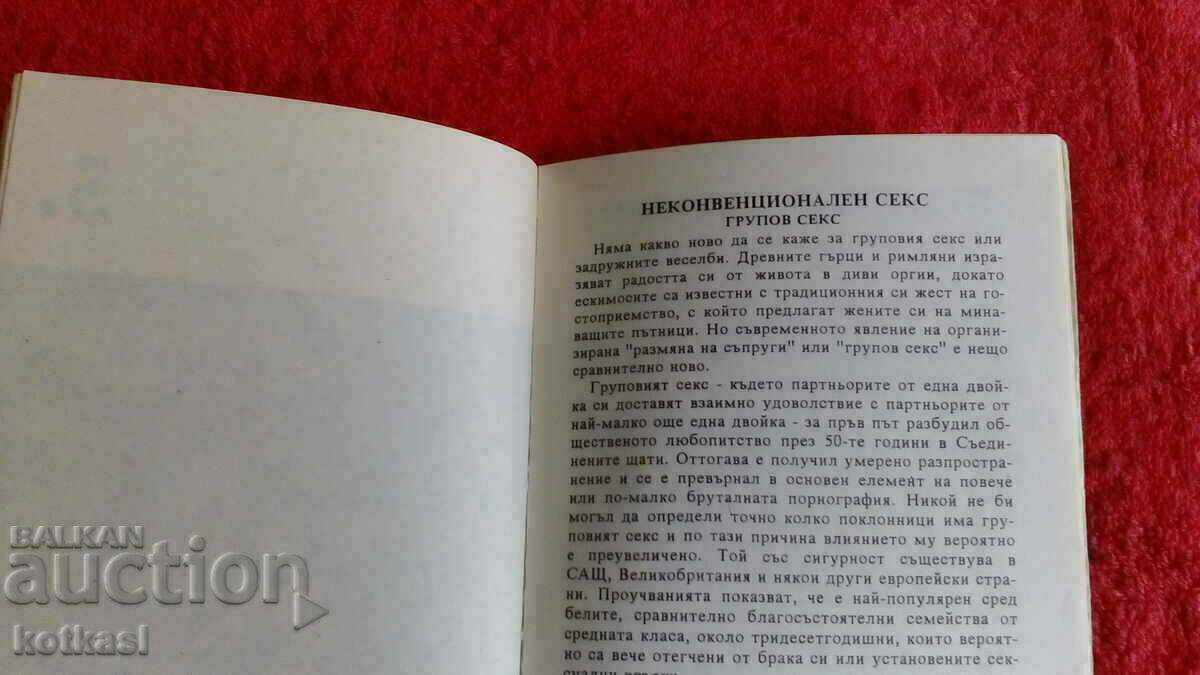 НЕКОНВЕНЦИОНАЛЕН СЕКС
ГРУПОВ СЕКС
Няма какво ново да се каже за груповия секс или
задружните веселби. Древните гърци и римляни изра-
зяват радостта си от живота в диви оргии, докато
ескимосите са известни с традиционния си жест на го-
стоприемство, с който предлагат жените си на мина-
ващите пътници. Но съвременното явление на органи-
зирана "размяна на съпруги" или "групов секс" е нещо
сравнително ново.
Груповият секс - където партньорите от една двой-
ка си доставят взаимно удоволствие с партньорите от
най-малко още една двойка - за пръв път разбудил об-
щественото любопитство през 50-те години в Съеди-
нените щати. Оттогава е получил умерено разпростра-
нение и се е превърнал в основен елемент на повече
или по-малко бруталната порнография. Никой не би
могъл да определи точно колко поклонници има гру-
повият секс и по тази причина влиянието му вероятно
е преувеличено. Той със сигурност съществува в
САЩ, Великобритания и някои други европейски стра-
ни. Проучванията показват, че е най-популярен сред
белите, сравнително благосъстоятелни семейства от
средната класа, около тридесетгодишни, които вероят-
но са вече отегчени от брака си или установените сек-
BALKAN
auction
kotkasl